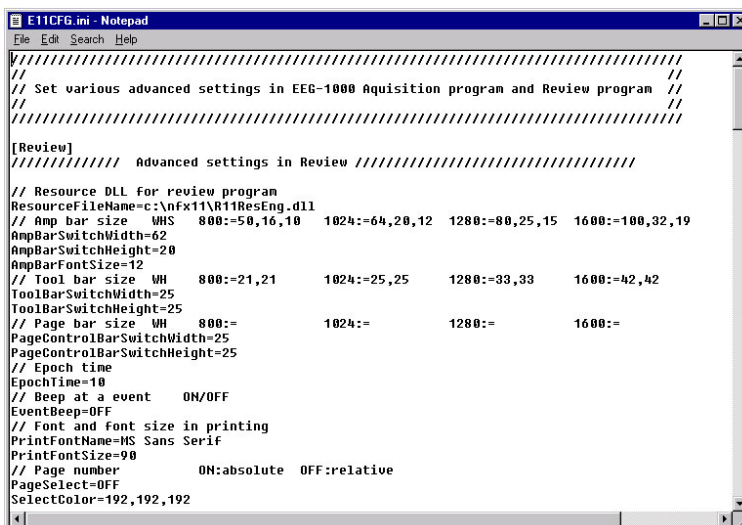 E11CFG.ini - Notepad
File Edit Search Help
//////////////////////////////////////////////////////////////////////////////////////
// //
// Set various advanced settings in EEG-1000 Aquisition program and Review program //
// //
//////////////////////////////////////////////////////////////////////////////////////
[Review]
////////////// Advanced settings in Review ////////////////////////////////////
// Resource DLL for review program
ResourceFileName=c:\nfx11\R11ResEng.dll
// Amp bar size WHS 800:=50,16,10 1024:=64,20,12 1280:=80,25,15 1600:=100,32,19
AmpBarSwitchWidth=62
AmpBarSwitchHeight=20
AmpBarFontSize=12
// Tool bar size WH 800:=21,21 1024:=25,25 1280:=33,33 1600:=42,42
ToolBarSwitchWidth=25
ToolBarSwitchHeight=25
// Page bar size WH 800:= 1024:= 1280:= 1600:=
PageControlBarSwitchWidth=25
PageControlBarSwitchHeight=25
// Epoch time
EpochTime=10
// Beep at a event ON/OFF
EventBeep=OFF
// Font and font size in printing
PrintFontName=MS Sans Serif
PrintFontSize=90
// Page number ON:absolute OFF:relative
PageSelect=OFF
SelectColor=192,192,192